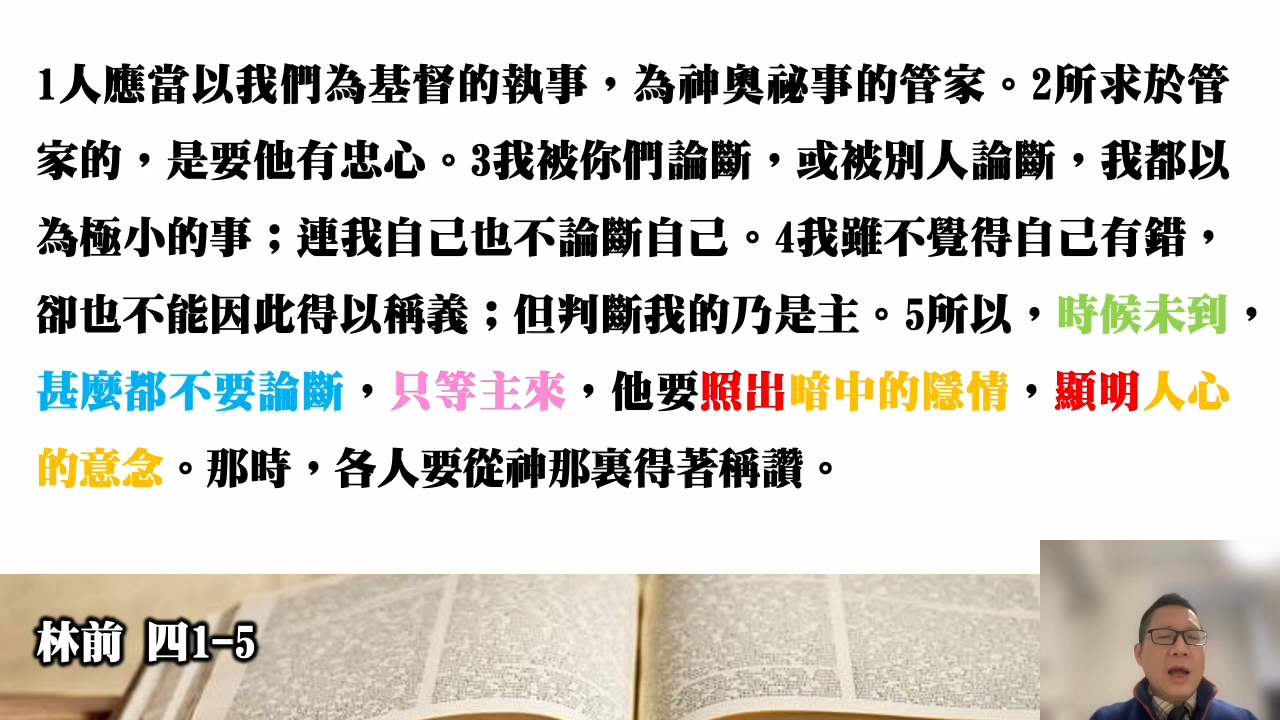 1人應當以我們為基督的執事，為神奧祕事的管家。2所求於管
家的，是要他有忠心。3我被你們論斷，或被別人論斷，我都以
為極小的事；連我自己也不論斷自己。4我雖不覺得自己有錯，
卻也不能因此得以稱義；但判斷我的乃是主。5所以，時候未到，
甚麼都不要論斷，只等主來，他要照出暗中的隱情，顯明人心
的意念。那時，各人要從神那裏得著稱讚。
林前 四1-5